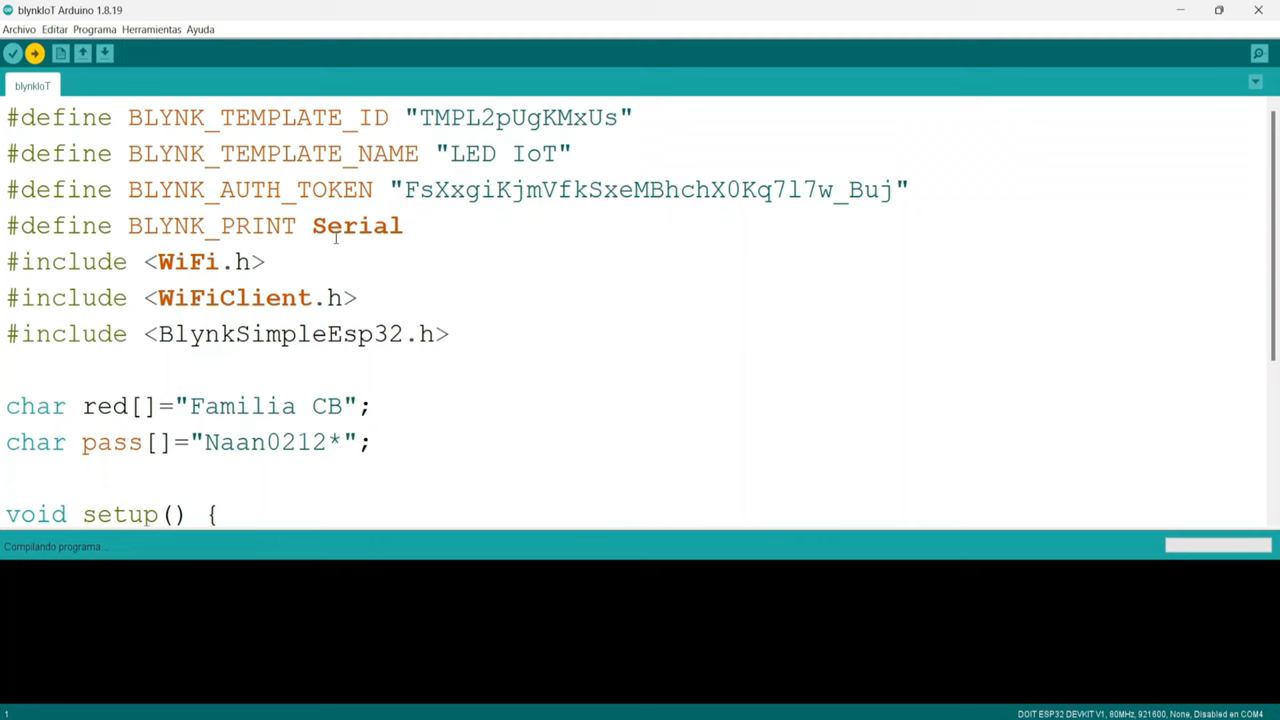 blynkIoT Arduino 1.8.19
Archivo Editar Programa Herramientas Ayuda
blynkIoT
#define BLYNK_TEMPLATE_ID "TMPL2pUgKMxUs"
#define BLYNK_TEMPLATE_NAME "LED IoT"
#define BLYNK_AUTH_TOKEN "FsXxgiKjmVfkSxeMBhchX0Kq7l7w_Buj"
#define BLYNK_PRINT Serial
#include <WiFi.h>
#include <WiFiClient.h>
#include <BlynkSimpleEsp32.h>
char red[]="Familia CB";
char pass[]="Naan0212*";
void setup() {
Compilando programa...
1
DOIT ESP32 DEVKIT V1, 80MHz, 921600, None, Disabled en COM4